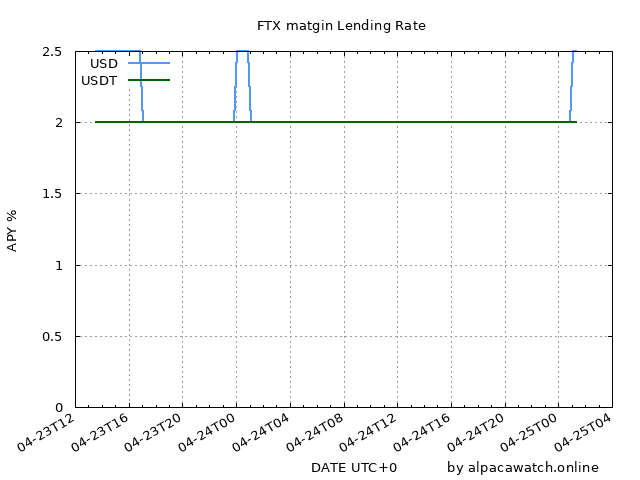 FTX matgin Lending Rate
2.5
USD
USDT
2
1.5
APY %
1
0.5
0
04-23T12
04-23T16
04-23T20
04-24T00
04-24T04
04-24T08
04-24T12
04-24T16
04-24T20
04-25T00
04-25T04
DATE UTC+0
by alpacawatch.online